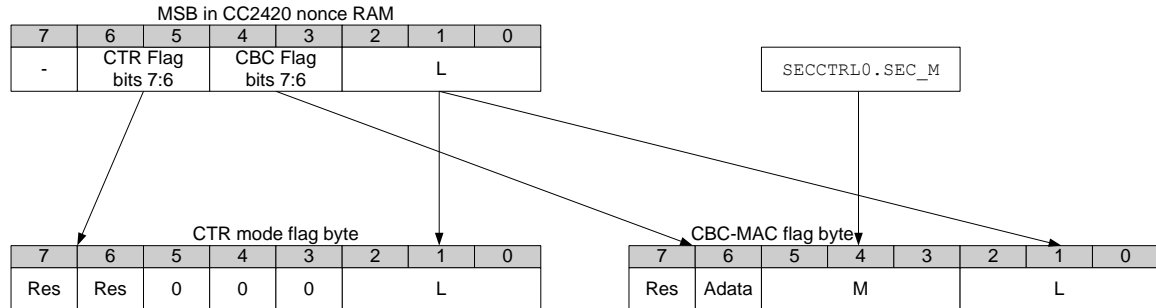 MSB in CC2420 nonce RAM
7 6 5 4 3 2 1 0
- CTR Flag bits 7:6 CBC Flag bits 7:6 L
SECCTRL0.SEC_M
CTR mode flag byte
7 6 5 4 3 2 1 0
Res Res 0 0 0 L
CBC-MAC flag byte
7 6 5 4 3 2 1 0
Res Adata M L